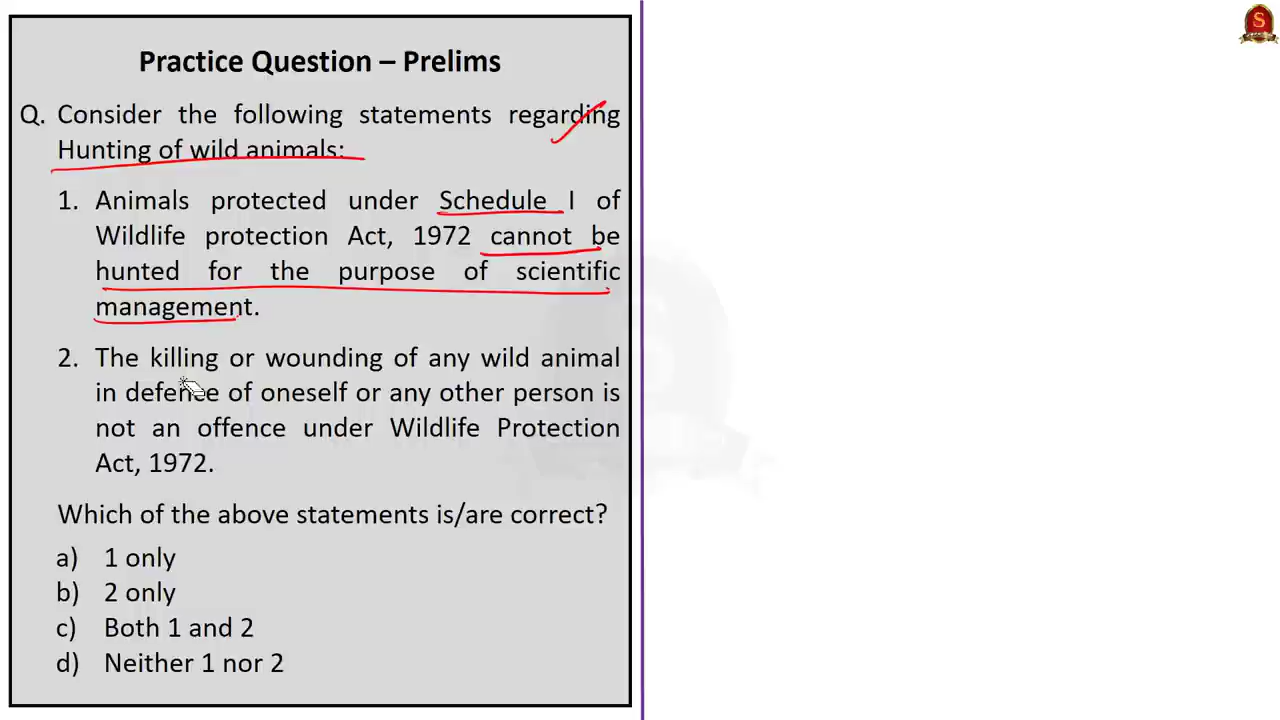 Practice Question – Prelims
Q. Consider the following statements regarding
Hunting of wild animals:
1. Animals protected under Schedule I of
Wildlife protection Act, 1972 cannot be
hunted for the purpose of scientific
management.
2. The killing or wounding of any wild animal
in defence of oneself or any other person is
not an offence under Wildlife Protection
Act, 1972.
Which of the above statements is/are correct?
a) 1 only
b) 2 only
c) Both 1 and 2
d) Neither 1 nor 2
S